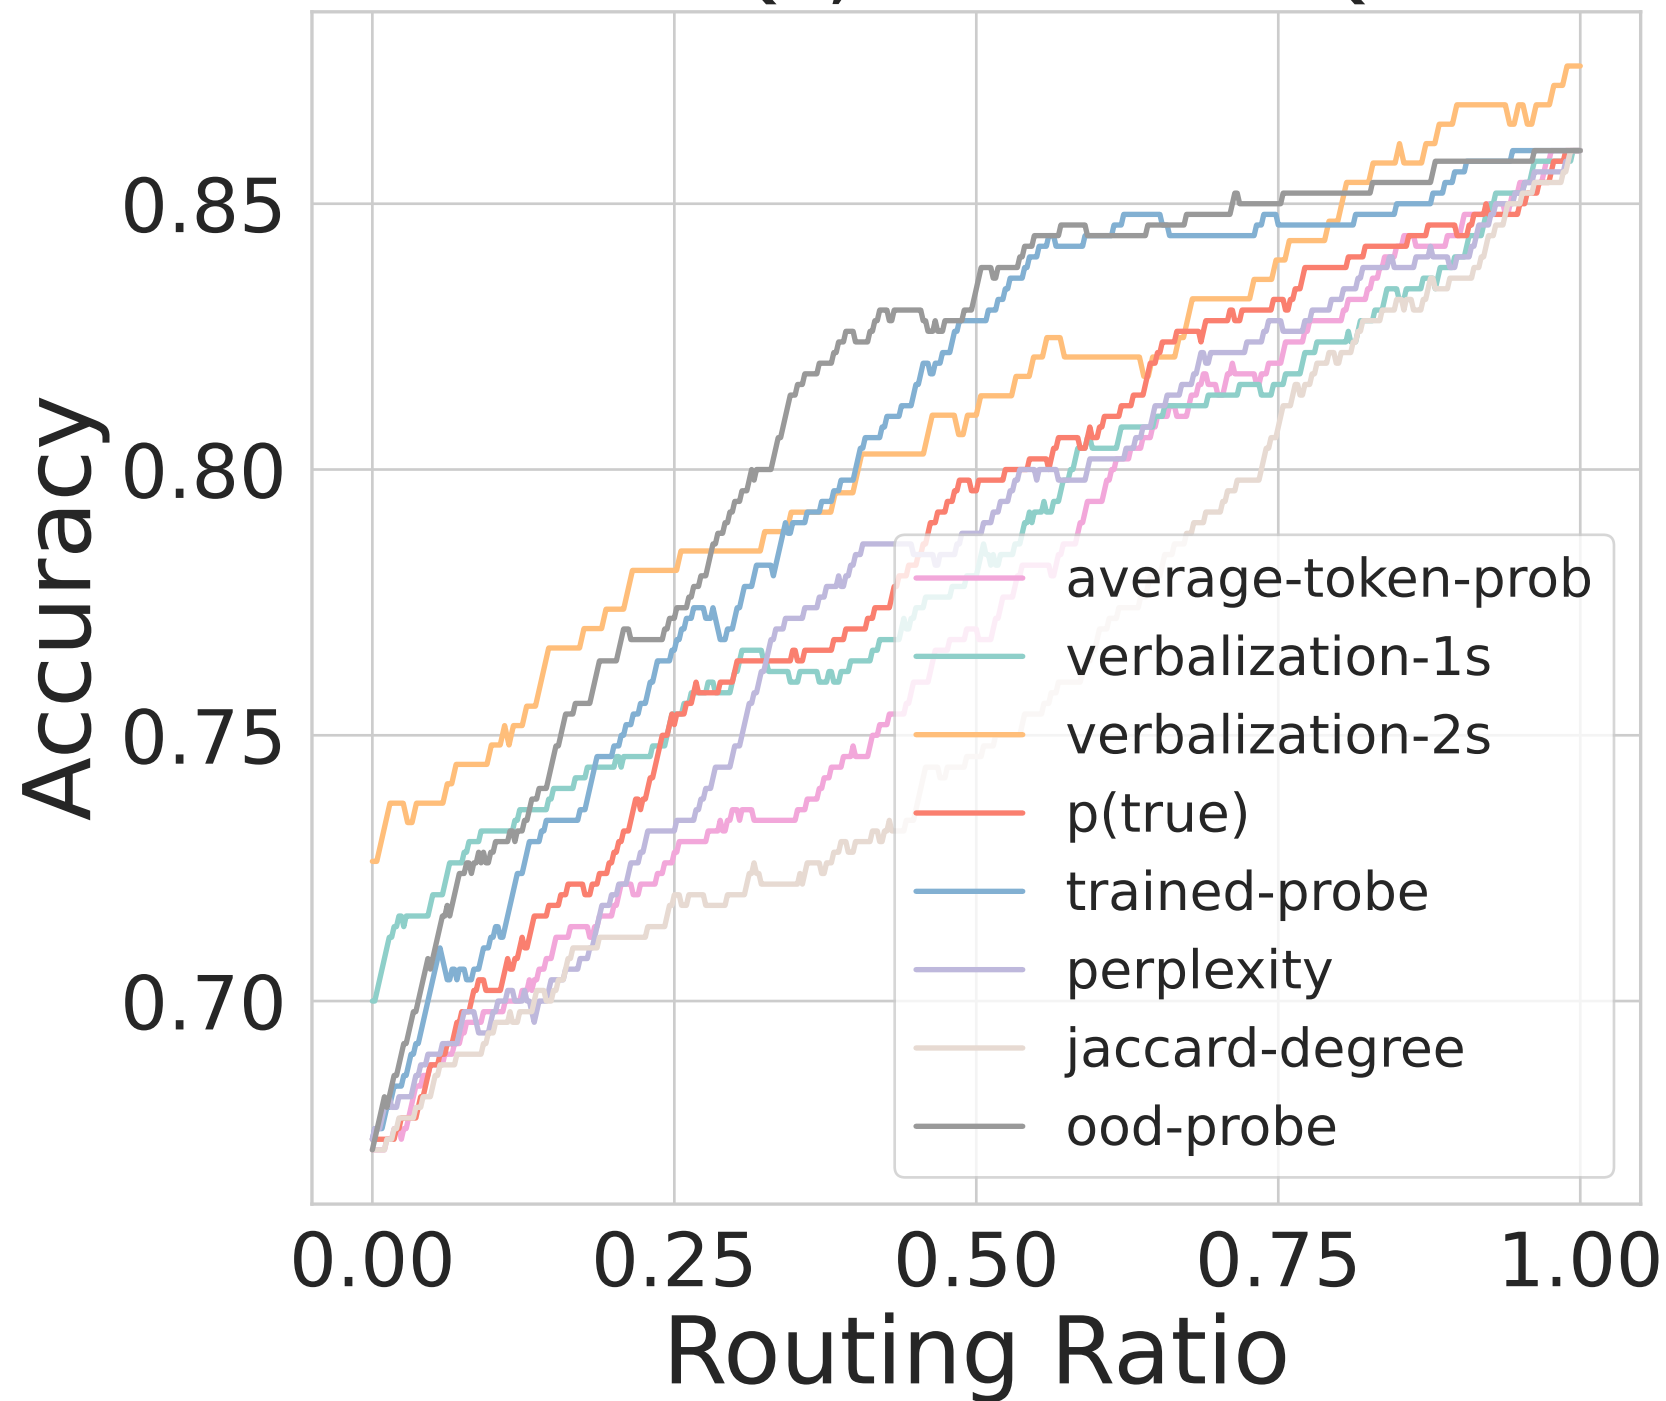 0.85
0.80
0.75
0.70
Accuracy
average-token-prob
verbalization-1s
verbalization-2s
p(true)
trained-probe
perplexity
jaccard-degree
ood-probe
0.00 0.25 0.50 0.75 1.00
Routing Ratio